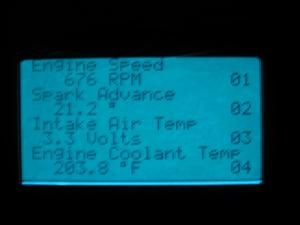 Engine Speed
676 RPM 01
Spark Advance
21.2 ° 02
Intake Air Temp
3.3 Volts 03
Engine Coolant Temp
203.8 °F 04